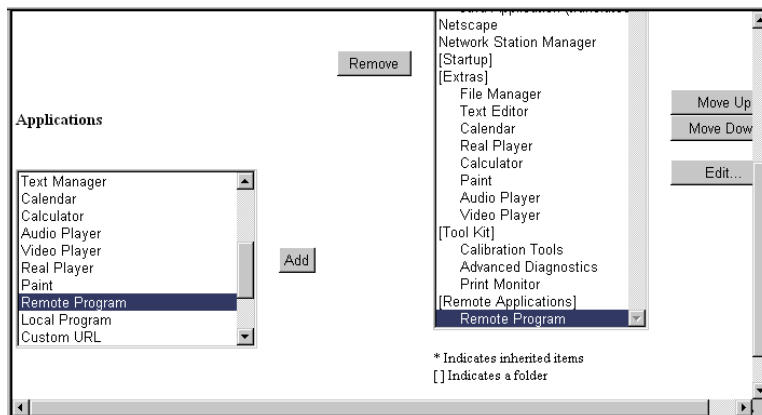 Netscape
Network Station Manager
Remove
[Startup]
[Extras]
File Manager
Move Up
Text Editor
Applications
Calendar
Move Dow
Real Player
Calculator
Edit...
Paint
Audio Player
Video Player
[Tool Kit]
Calibration Tools
Advanced Diagnostics
Print Monitor
[Remote Applications]
Remote Program
Text Manager
Calendar
Calculator
Audio Player
Video Player
Real Player
Paint
Remote Program
Local Program
Custom URL
Add
* Indicates inherited items
[ ] Indicates a folder